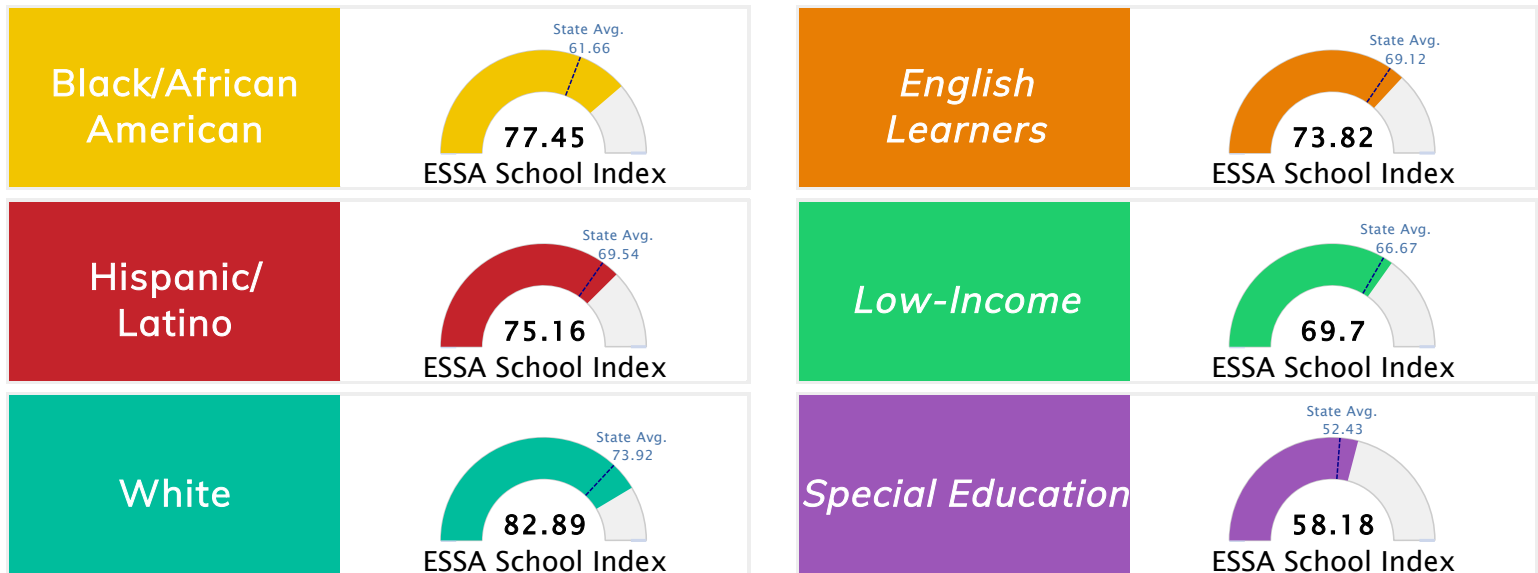 Black/African
American
State Avg.
61.66
77.45
ESSA School Index
English
Learners
State Avg.
69.12
73.82
ESSA School Index
Hispanic/
Latino
State Avg.
69.54
75.16
ESSA School Index
Low-Income
State Avg.
66.67
69.7
ESSA School Index
White
State Avg.
73.92
82.89
ESSA School Index
Special Education
State Avg.
52.43
58.18
ESSA School Index